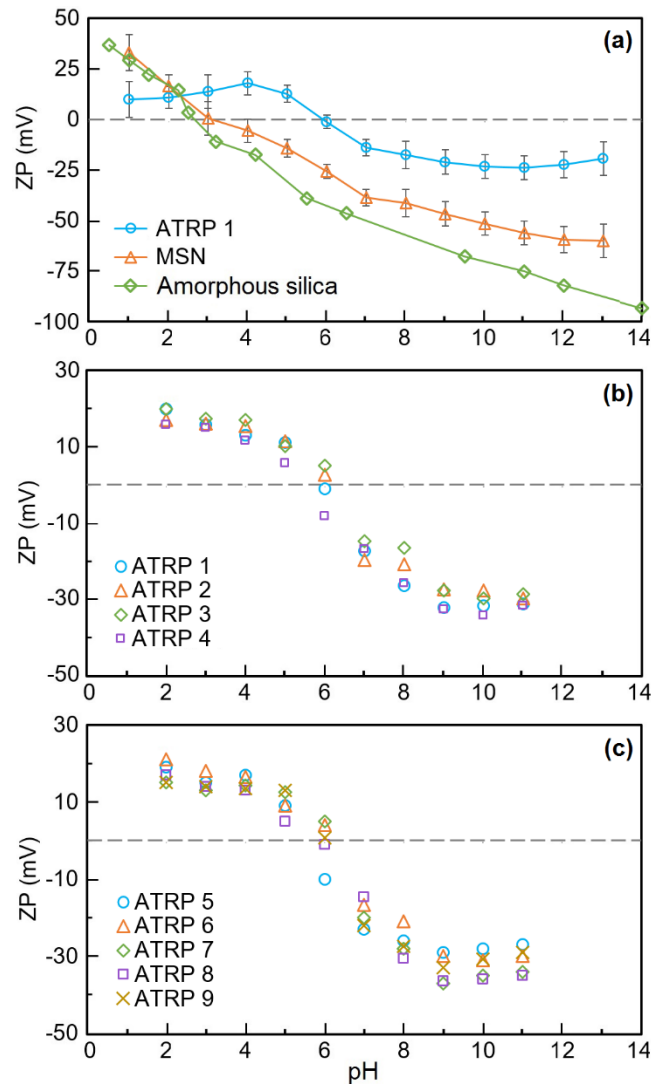 (a)
50
25
0
-25
-50
-75
-100
ZP (mV)
ATRP 1
MSN
Amorphous silica
0 2 4 6 8 10 12 14
(b)
30
10
-10
-30
-50
ZP (mV)
ATRP 1
ATRP 2
ATRP 3
ATRP 4
0 2 4 6 8 10 12 14
(c)
30
10
-10
-30
-50
ZP (mV)
ATRP 5
ATRP 6
ATRP 7
ATRP 8
ATRP 9
0 2 4 6 8 10 12 14
pH